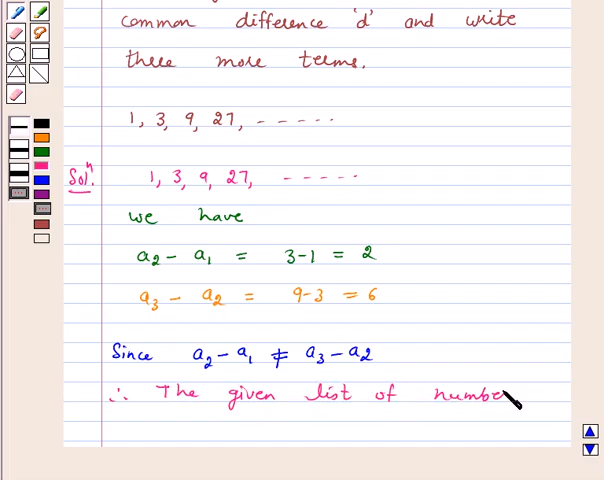 common difference 'd' and write
three more terms.
1, 3, 9, 27, -----..
Solⁿ. 1, 3, 9, 27, -----..
we have
a₂ - a₁ = 3-1 = 2
a₃ - a₂ = 9-3 = 6
Since a₂ - a₁ ≠ a₃ - a₂
∴ The given list of numbe